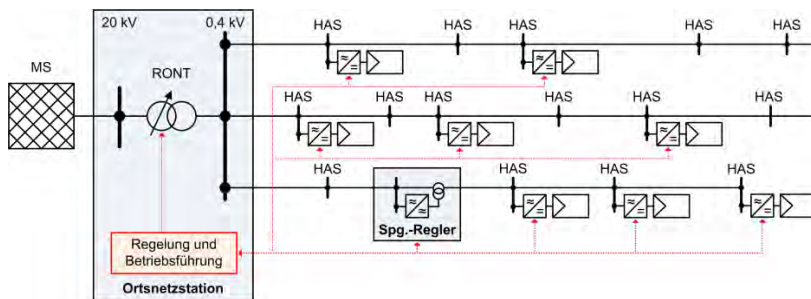 20 kV
0,4 kV
HAS
HAS
HAS
HAS
HAS
MS
RONT
HAS
HAS
HAS
HAS
HAS
HAS
HAS
HAS
HAS
HAS
Spg.-Regler
Regelung und
Betriebsführung
Ortsnetzstation